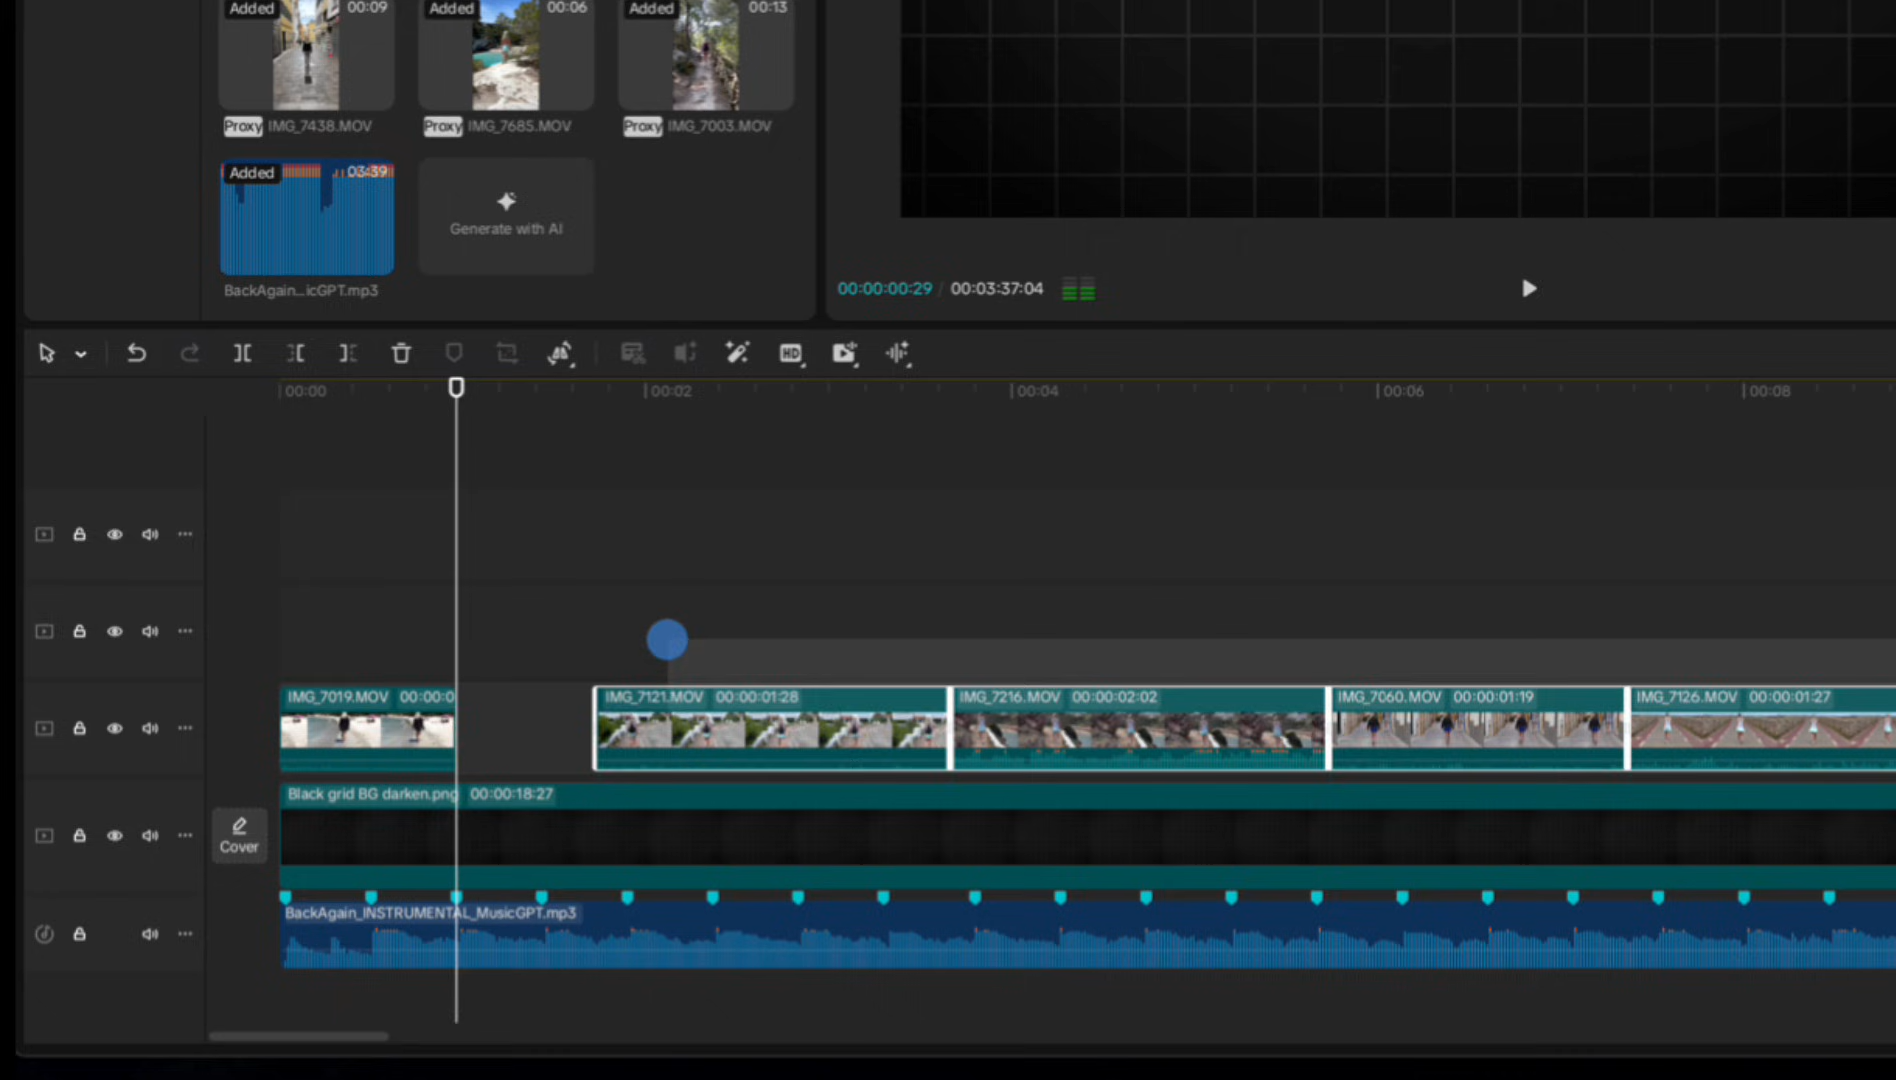 Added 00:09
Added 00:06
Added 00:13
Proxy IMG_7438.MOV
Proxy IMG_7685.MOV
Proxy IMG_7003.MOV
Added 03:39
Generate with AI
BackAgain...icGPT.mp3
00:00:00:29 / 00:03:37:04
HD
00:00 00:02 00:04 00:06 00:08
IMG_7019.MOV 00:00:0
IMG_7121.MOV 00:00:01:28
IMG_7216.MOV 00:00:02:02
IMG_7060.MOV 00:00:01:19
IMG_7126.MOV 00:00:01:27
Black grid BG darken.png 00:00:18:27
Cover
BackAgain_INSTRUMENTAL_MusicGPT.mp3